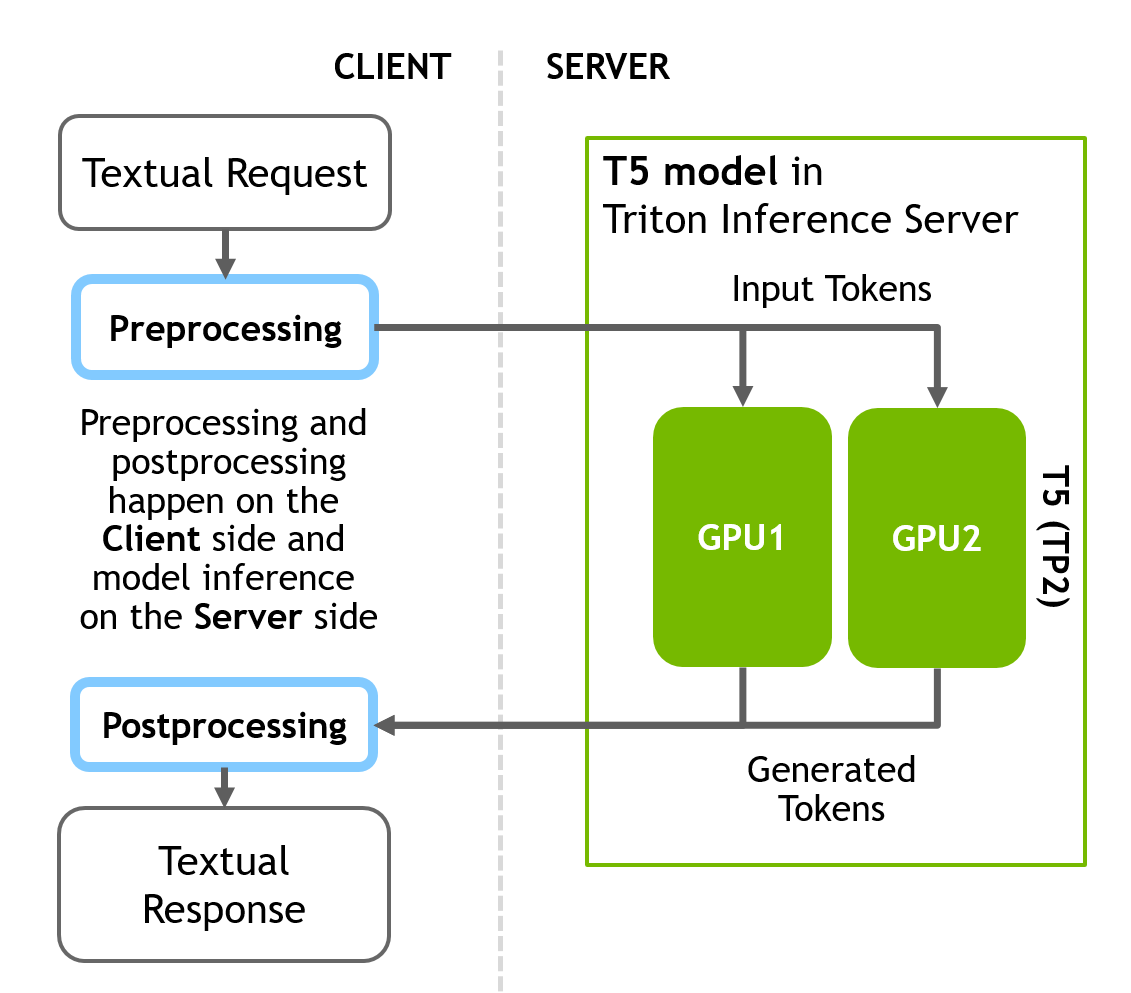 CLIENT
SERVER
Textual Request
Preprocessing
Preprocessing and
postprocessing
happen on the
Client side and
model inference
on the Server side
Postprocessing
Textual
Response
T5 model in
Triton Inference Server
Input Tokens
GPU1
GPU2
T5 (TP2)
Generated
Tokens